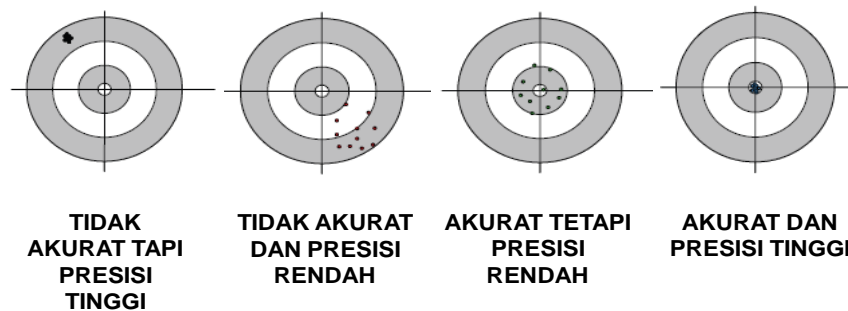 TIDAK
AKURAT TAPI
PRESISI
TINGGI
TIDAK AKURAT
DAN PRESISI
RENDAH
AKURAT TETAPI
PRESISI
RENDAH
AKURAT DAN
PRESISI TINGGI